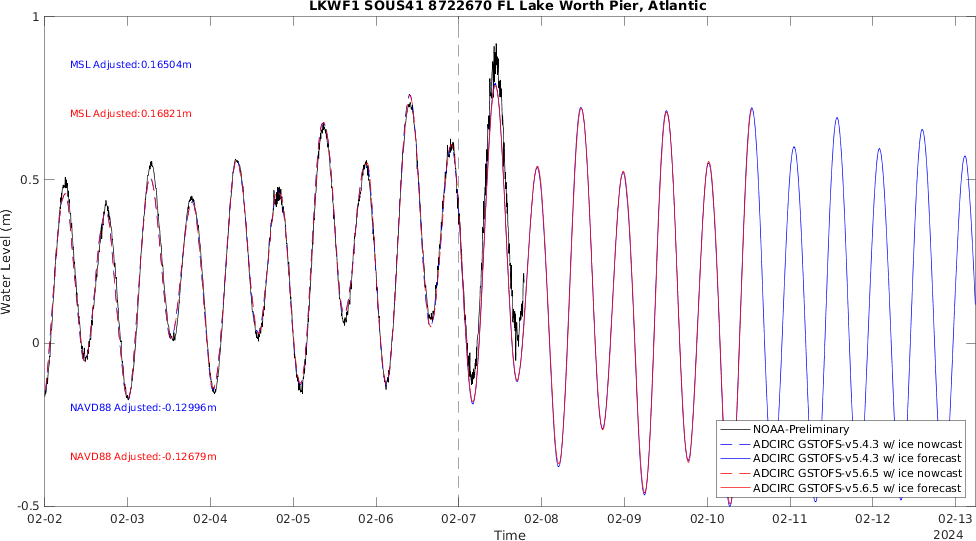 LKWF1 SOUS41 8722670 FL Lake Worth Pier, Atlantic
1
MSL Adjusted:0.16504m
MSL Adjusted:0.16821m
0.5
Water Level (m)
0
NAVD88 Adjusted:-0.12996m
NAVD88 Adjusted:-0.12679m
NOAA-Preliminary
ADCIRC GSTOFS-v5.4.3 w/ ice nowcast
ADCIRC GSTOFS-v5.4.3 w/ ice forecast
ADCIRC GSTOFS-v5.6.5 w/ ice nowcast
ADCIRC GSTOFS-v5.6.5 w/ ice forecast
-0.5
02-02 02-03 02-04 02-05 02-06 02-07 02-08 02-09 02-10 02-11 02-12 02-13
Time
2024